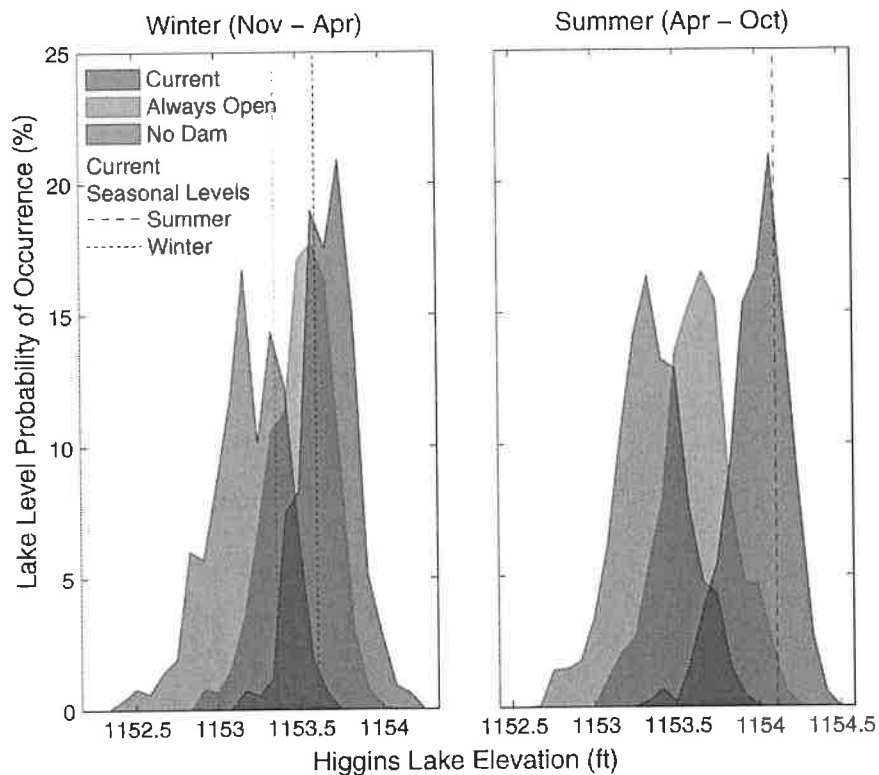 Winter (Nov – Apr)
Summer (Apr – Oct)
Lake Level Probability of Occurrence (%)
25
20
15
10
5
0
Current
Always Open
No Dam
Current
Seasonal Levels
Summer
Winter
1152.5
1153
1153.5
1154
1152.5
1153
1153.5
1154
1154.5
Higgins Lake Elevation (ft)